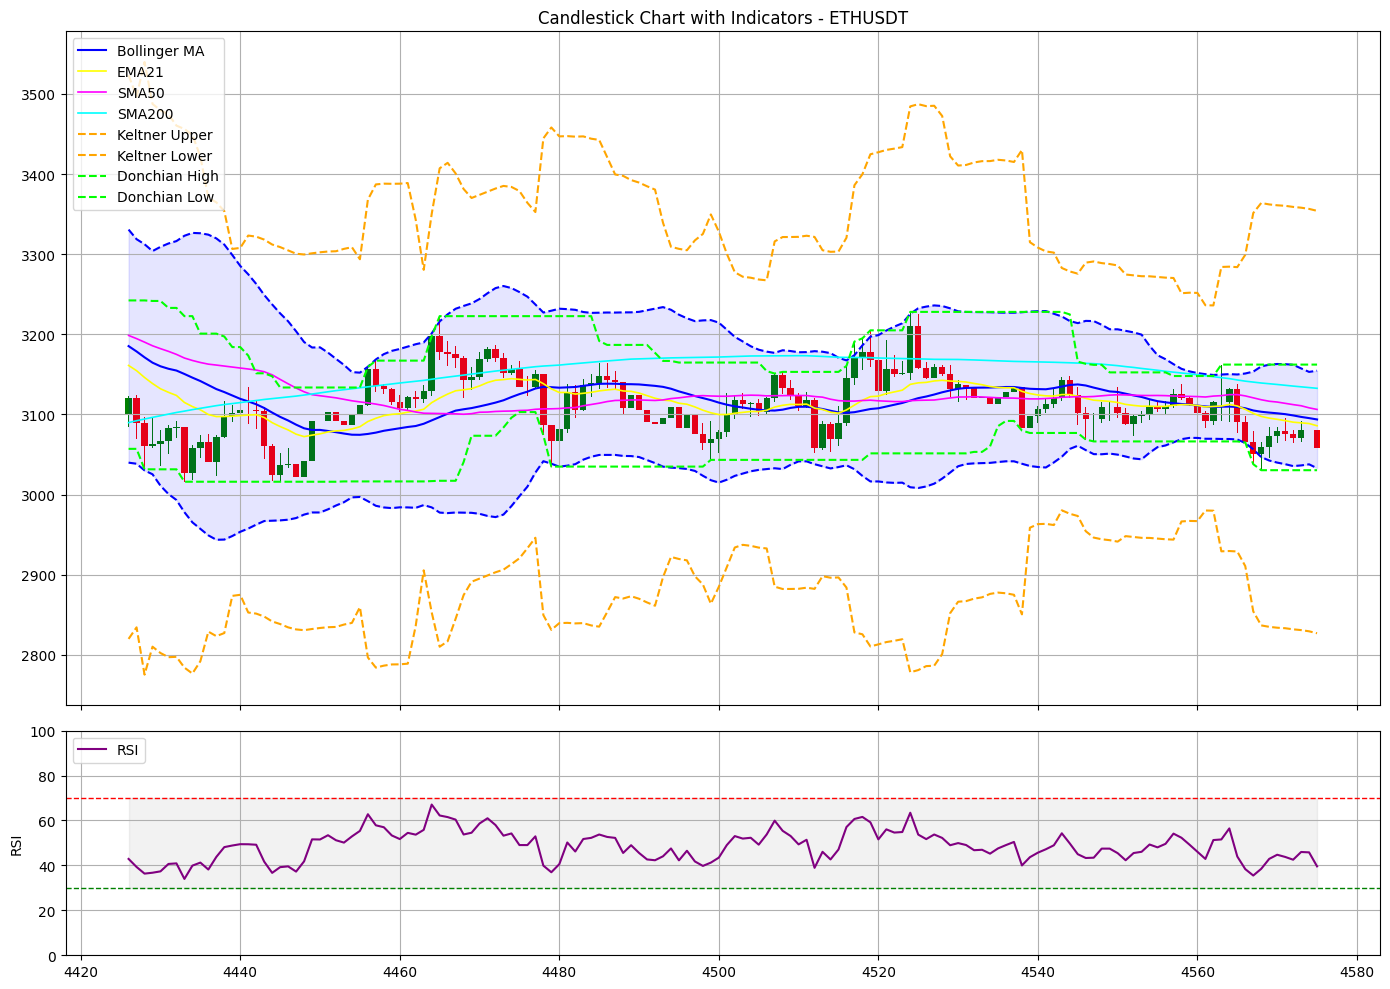 Candlestick Chart with Indicators - ETHUSDT
Bollinger MA
EMA21
SMA50
SMA200
Keltner Upper
Keltner Lower
Donchian High
Donchian Low
3500
3400
3300
3200
3100
3000
2900
2800
RSI
100
80
60
40
20
0
RSI
4420 4440 4460 4480 4500 4520 4540 4560 4580